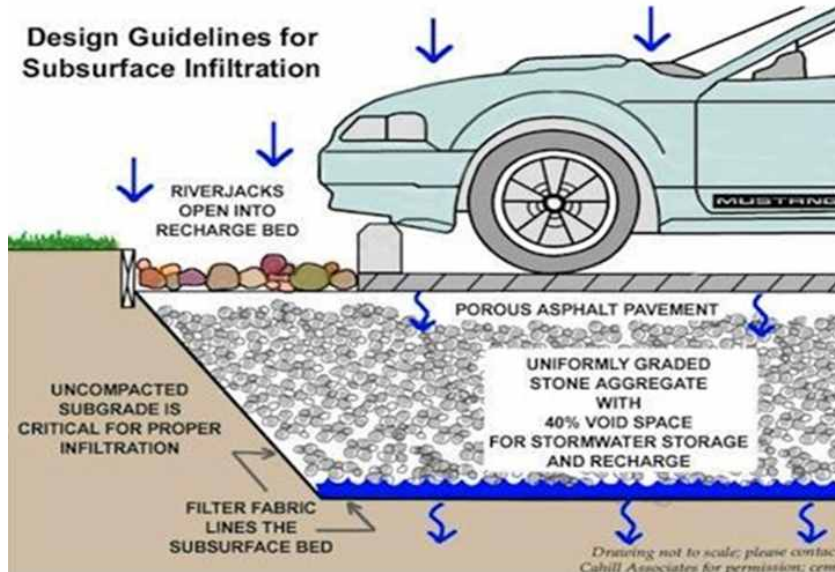 Design Guidelines for
Subsurface Infiltration
RIVERJACKS
OPEN INTO
RECHARGE BED
MUSTANG
POROUS ASPHALT PAVEMENT
UNIFORMLY GRADED
STONE AGGREGATE
WITH
40% VOID SPACE
FOR STORMWATER STORAGE
AND RECHARGE
UNCOMPACTED
SUBGRADE IS
CRITICAL FOR PROPER
INFILTRATION
FILTER FABRIC
LINES THE
SUBSURFACE BED
Drawing not to scale; please contac
Cahill Associates for permission; cem